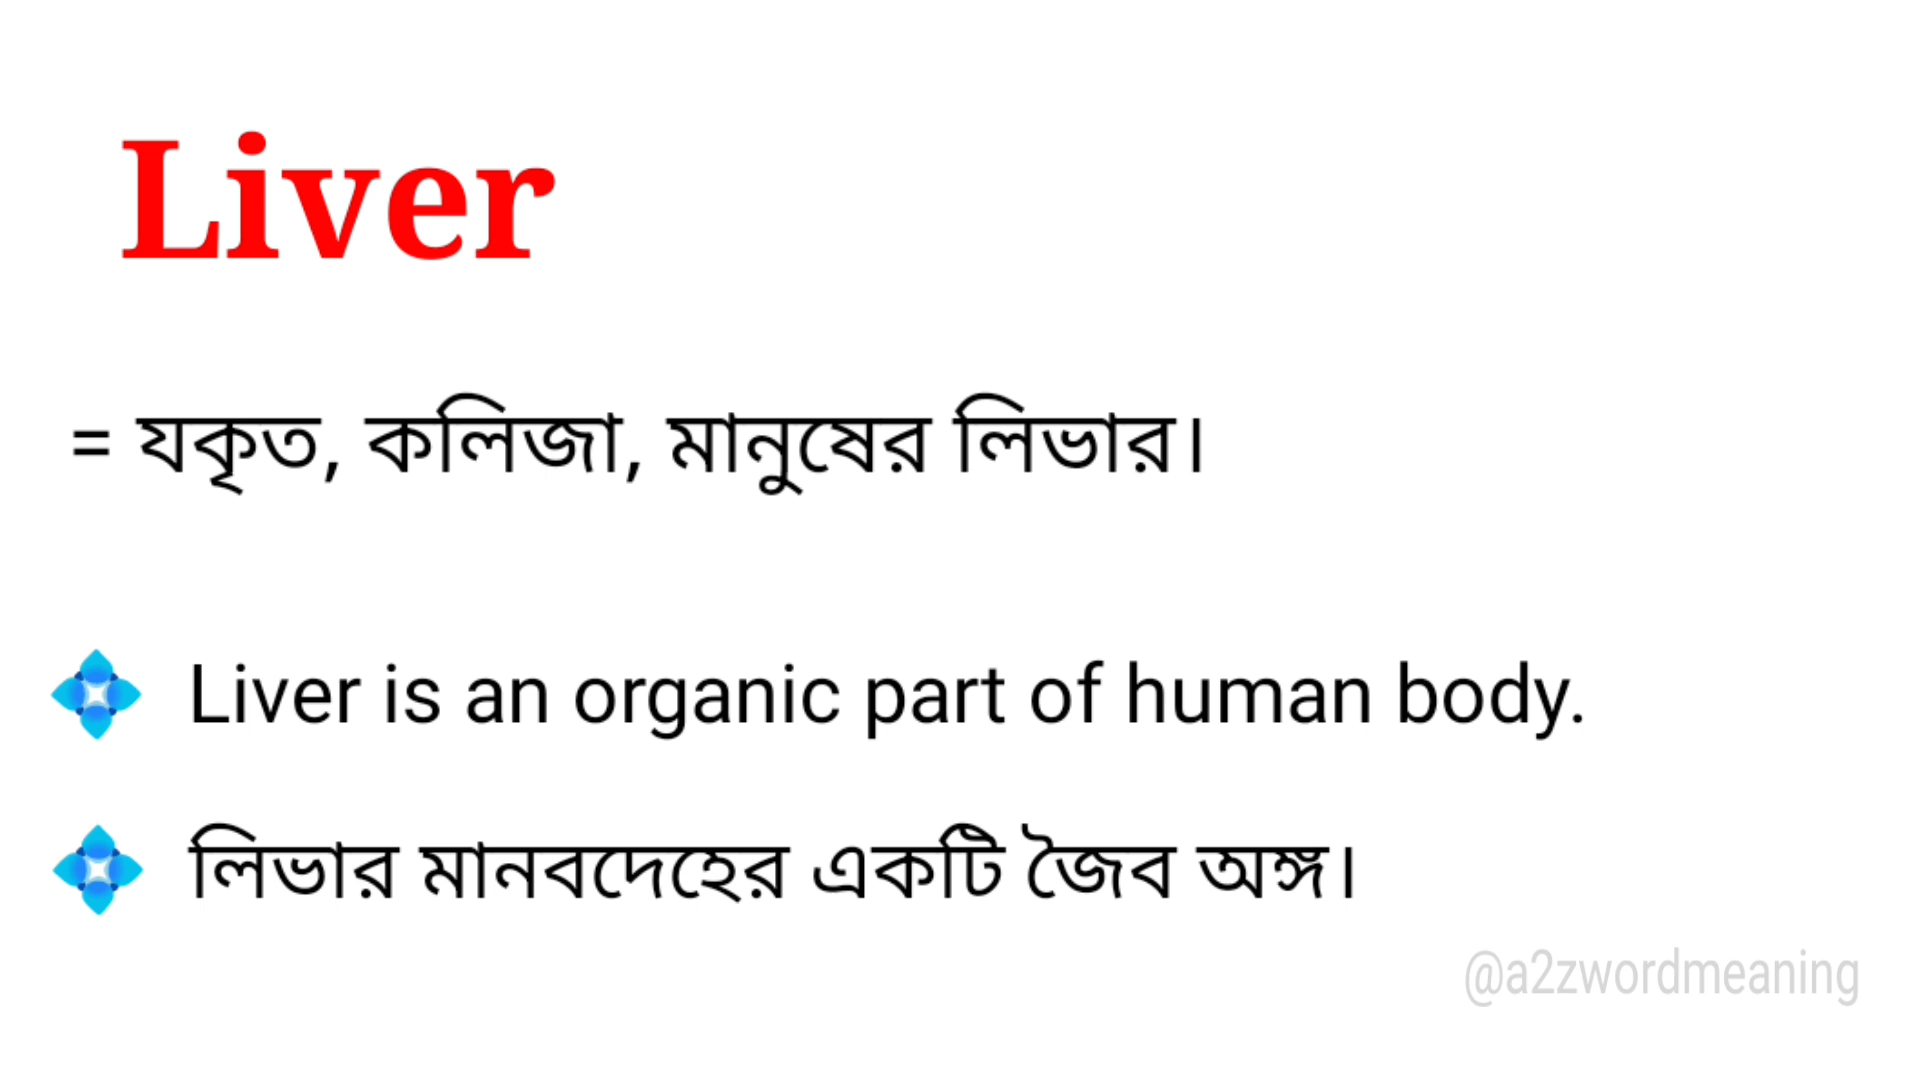 Liver
= যকৃত, কলিজা, মানুষের লিভার।
💠 Liver is an organic part of human body.
💠 লিভার মানবদেহের একটি জৈব অঙ্গ।
@a2zwordmeaning